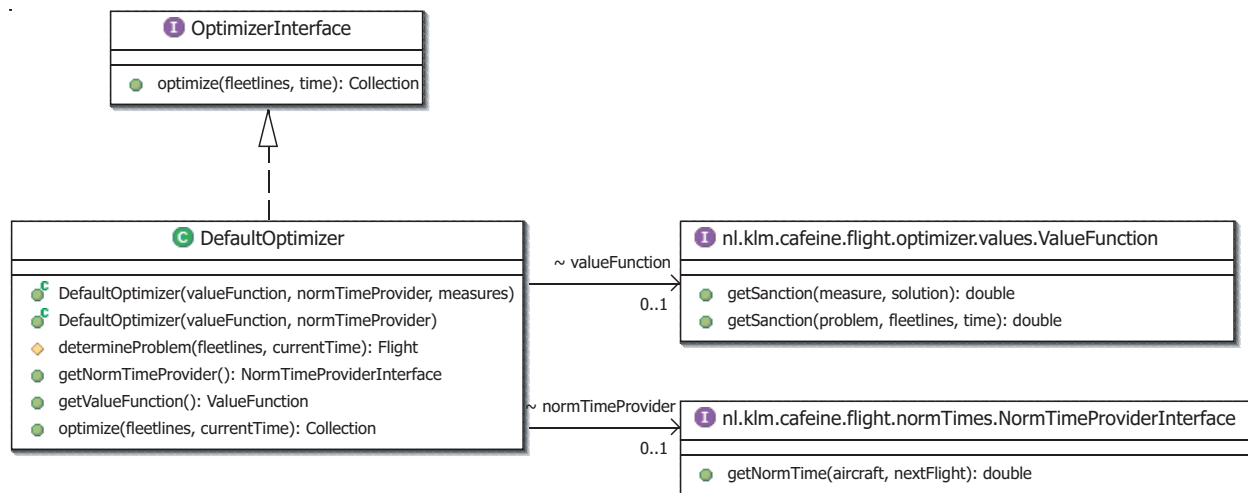 I OptimizerInterface
optimize(fleetlines, time): Collection
C DefaultOptimizer
C DefaultOptimizer(valueFunction, normTimeProvider, measures)
C DefaultOptimizer(valueFunction, normTimeProvider)
determineProblem(fleetlines, currentTime): Flight
getNormTimeProvider(): NormTimeProviderInterface
getValueFunction(): ValueFunction
optimize(fleetlines, currentTime): Collection
~ valueFunction
0..1
I nl.klm.cafeine.flight.optimizer.values.ValueFunction
getSanction(measure, solution): double
getSanction(problem, fleetlines, time): double
~ normTimeProvider
0..1
I nl.klm.cafeine.flight.normTimes.NormTimeProviderInterface
getNormTime(aircraft, nextFlight): double